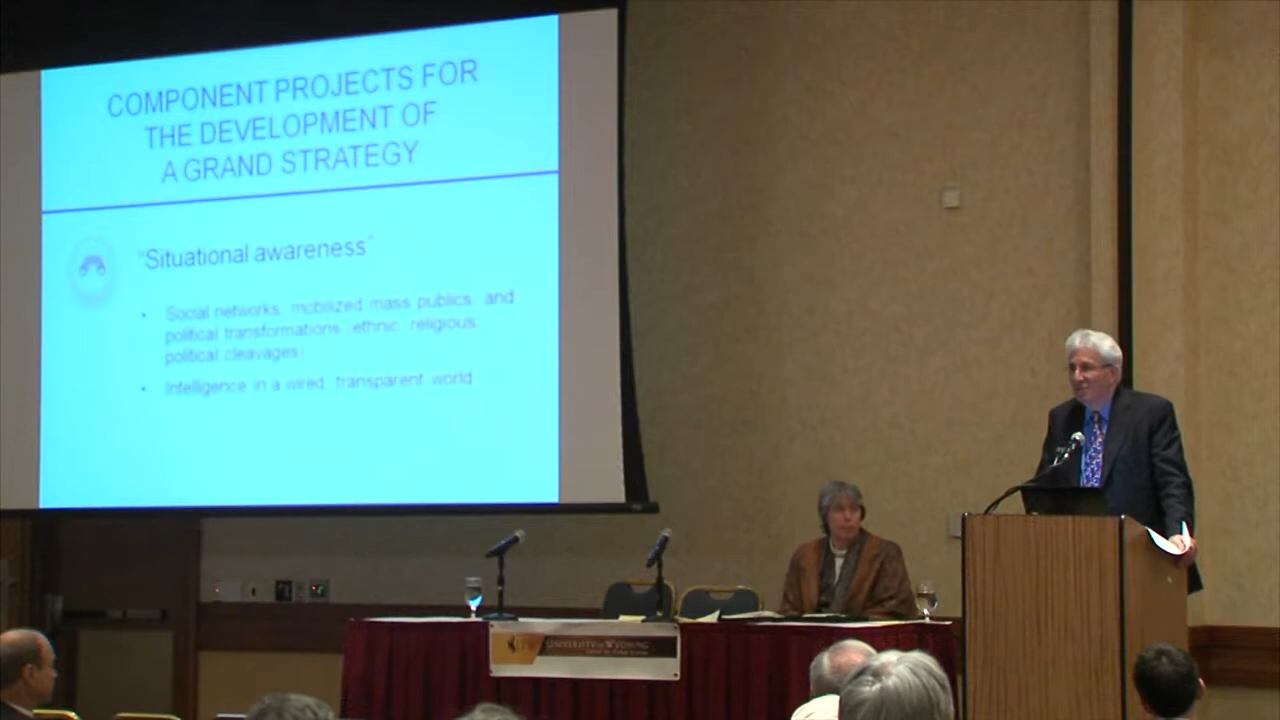 COMPONENT PROJECTS FOR
THE DEVELOPMENT OF
A GRAND STRATEGY
"Situational awareness"
• Social networks, mobilized mass publics, and
political transformations (ethnic, religious,
political cleavages)
• Intelligence in a wired, transparent world
UNIVERSITY OF WYOMING